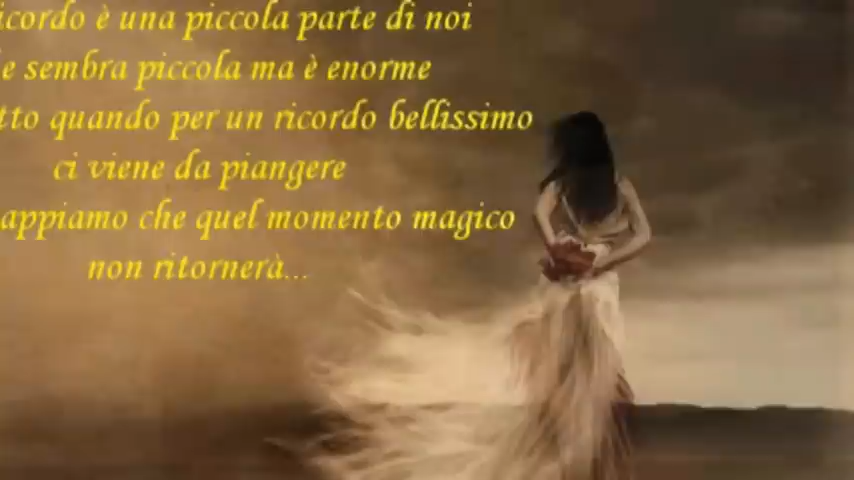 icordo è una piccola parte di noi
e sembra piccola ma è enorme
tto quando per un ricordo bellissimo
ci viene da piangere
appiamo che quel momento magico
non ritornerà...